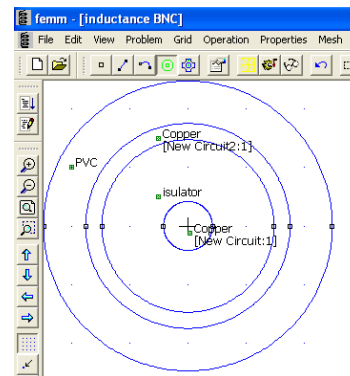 femm - [inductance BNC]
File Edit View Problem Grid Operation Properties Mesh
Copper
[New Circuit2:1]
PVC
isulator
Copper
[New Circuit:1]